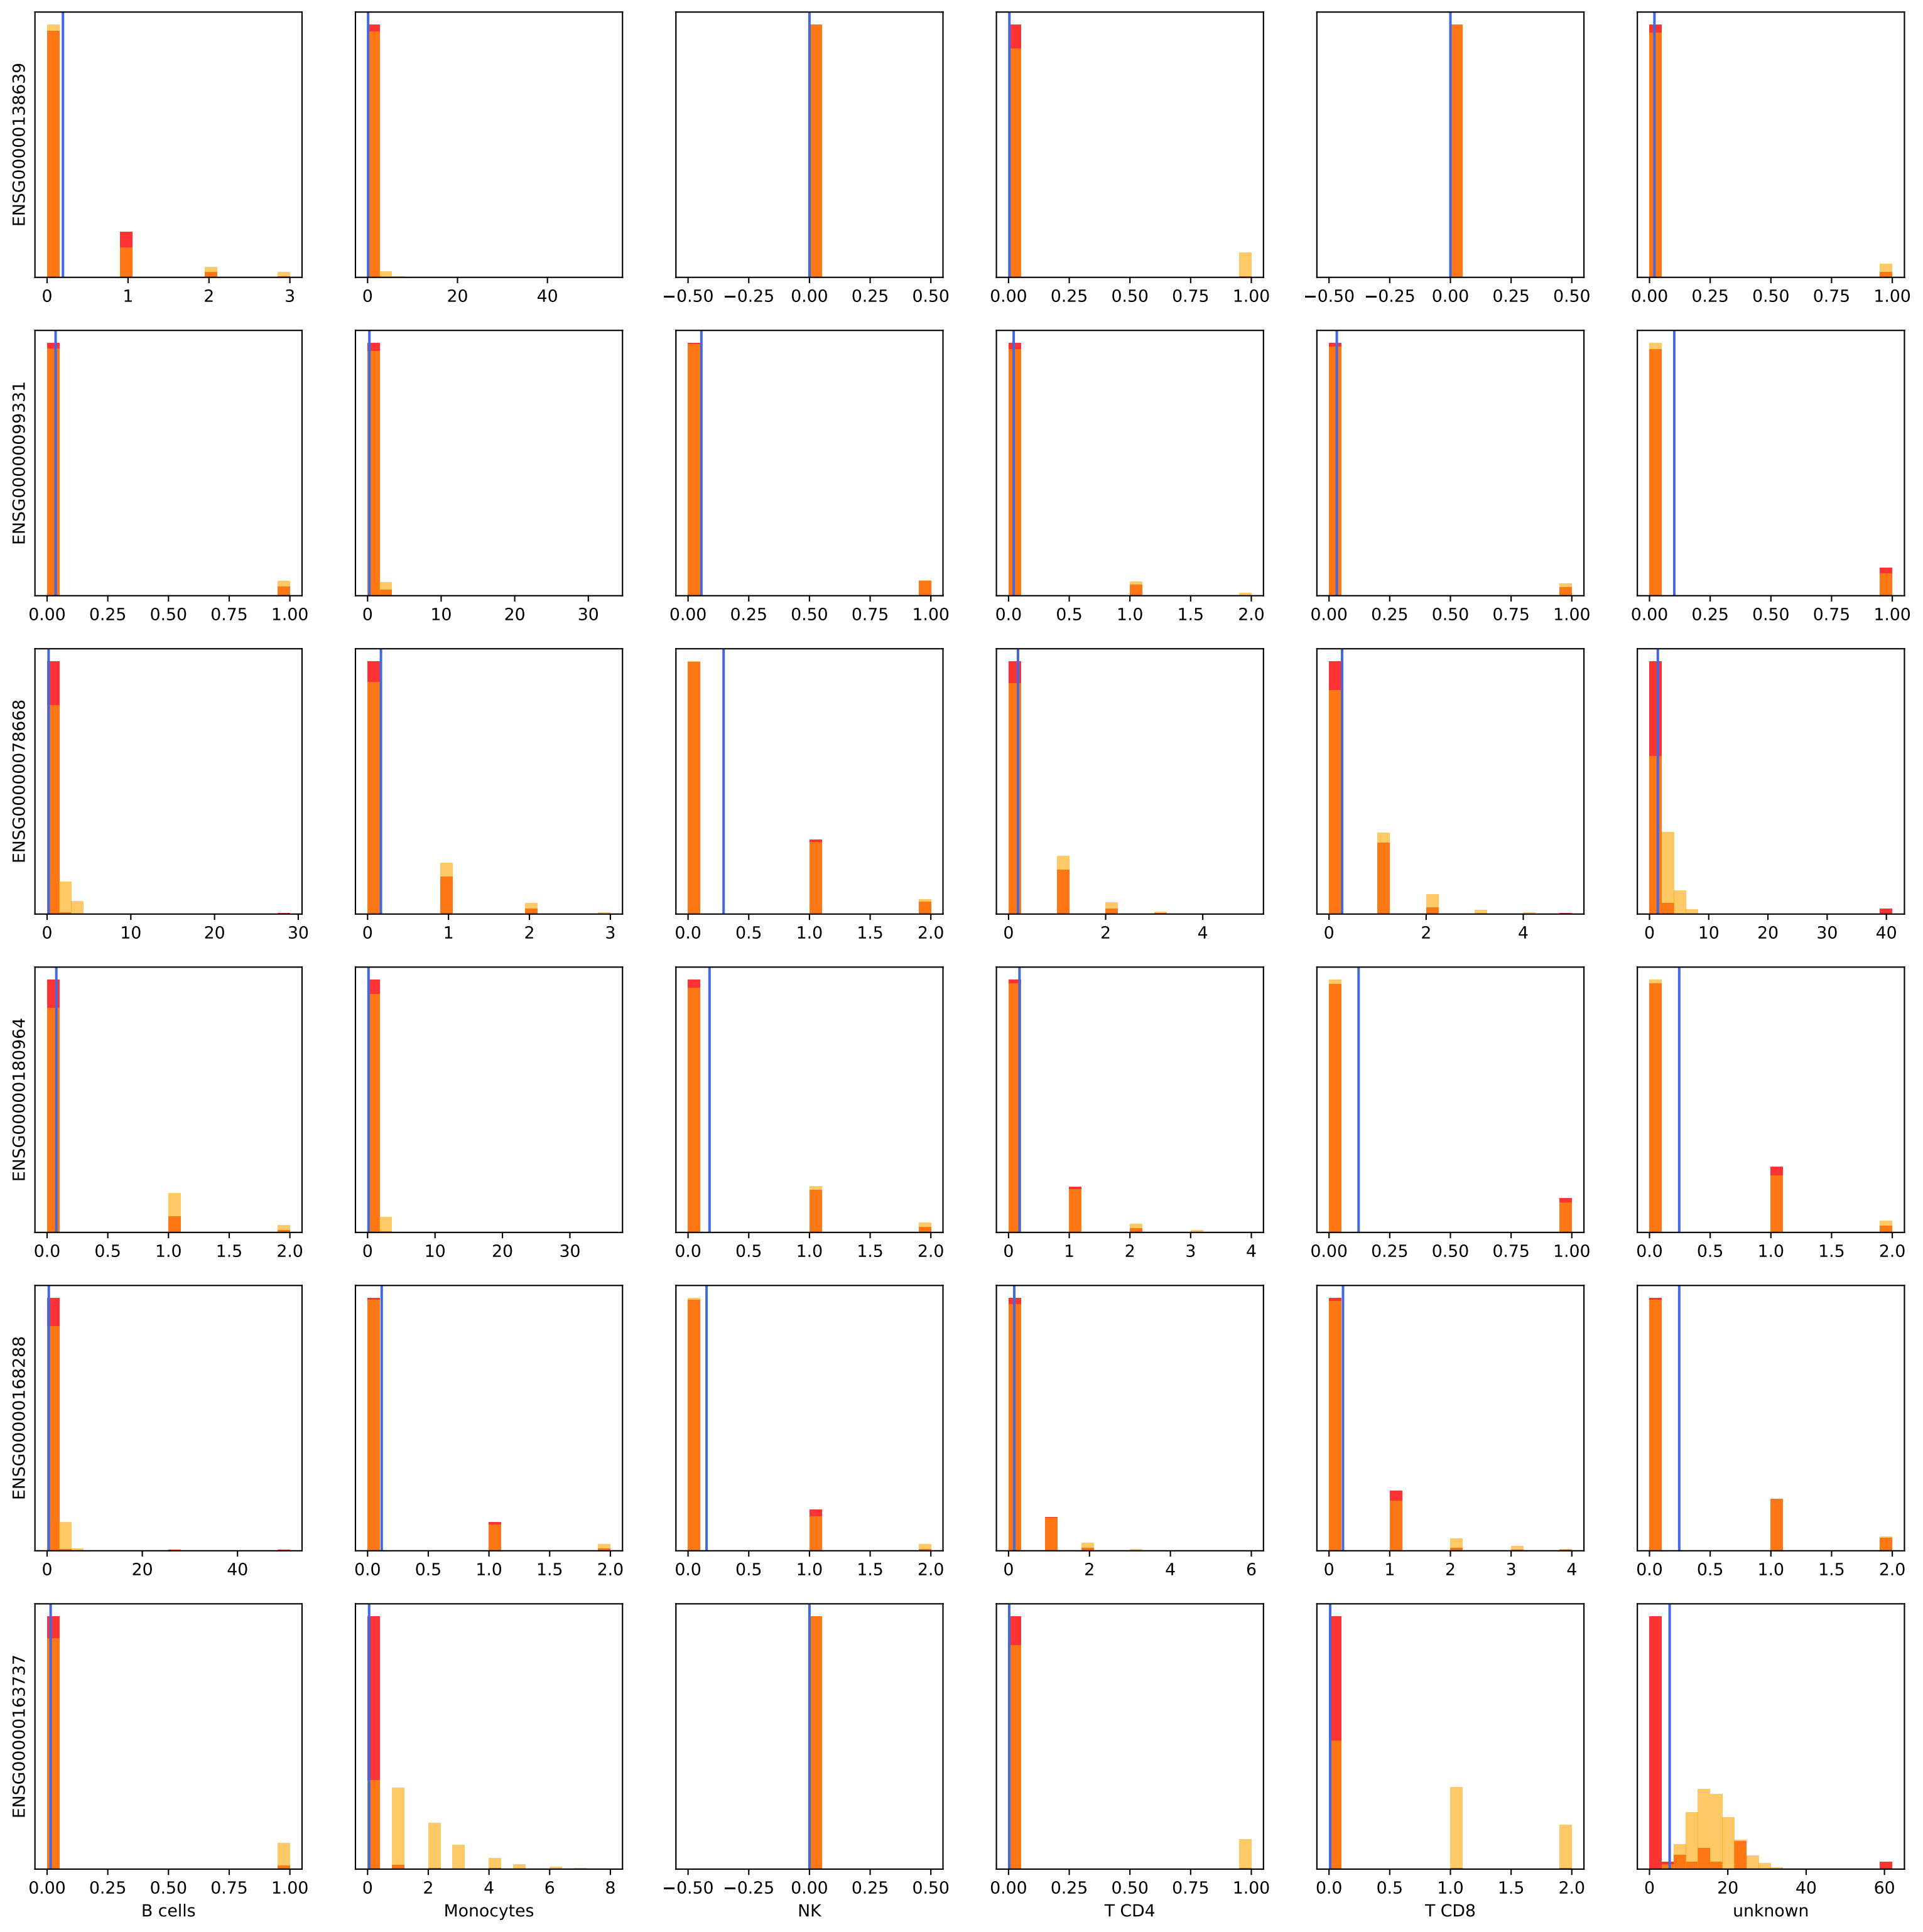 ENSG00000138639
0 1 2 3
0 20 40
−0.50 −0.25 0.00 0.25 0.50
0.00 0.25 0.50 0.75 1.00
−0.50 −0.25 0.00 0.25 0.50
0.00 0.25 0.50 0.75 1.00
ENSG00000099331
0.00 0.25 0.50 0.75 1.00
0 10 20 30
0.00 0.25 0.50 0.75 1.00
0.0 0.5 1.0 1.5 2.0
0.00 0.25 0.50 0.75 1.00
0.00 0.25 0.50 0.75 1.00
ENSG00000078668
0 10 20 30
0 1 2 3
0.0 0.5 1.0 1.5 2.0
0 2 4
0 2 4
0 10 20 30 40
ENSG00000180964
0.0 0.5 1.0 1.5 2.0
0 10 20 30
0.0 0.5 1.0 1.5 2.0
0 1 2 3 4
0.00 0.25 0.50 0.75 1.00
0.0 0.5 1.0 1.5 2.0
ENSG00000168288
0 20 40
0.0 0.5 1.0 1.5 2.0
0.0 0.5 1.0 1.5 2.0
0 2 4 6
0 1 2 3 4
0.0 0.5 1.0 1.5 2.0
ENSG00000163737
0.00 0.25 0.50 0.75 1.00
0 2 4 6 8
−0.50 −0.25 0.00 0.25 0.50
0.00 0.25 0.50 0.75 1.00
0.0 0.5 1.0 1.5 2.0
0 20 40 60
B cells
Monocytes
NK
T CD4
T CD8
unknown